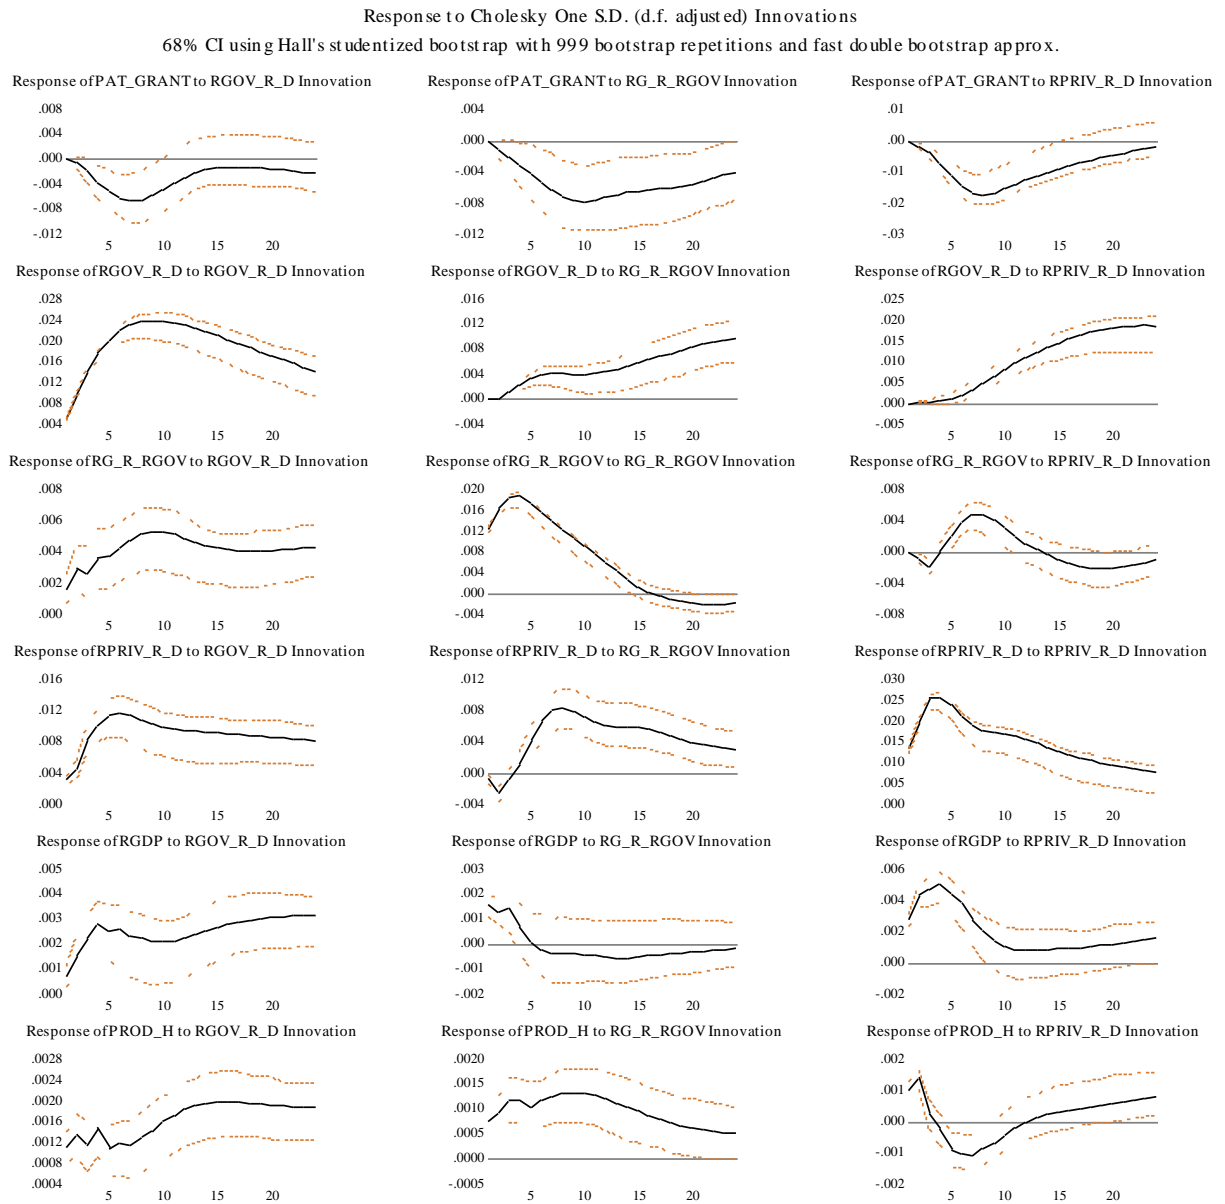 Response to Cholesky One S.D. (d.f. adjusted) Innovations
68% CI using Hall's studentized bootstrap with 999 bootstrap repetitions and fast double bootstrap approx.
Response of PAT_GRANT to RGOV_R_D Innovation
.008
.004
.000
-.004
-.008
-.012
5 10 15 20
Response of PAT_GRANT to RG_R_RGOV Innovation
.004
.000
-.004
-.008
-.012
5 10 15 20
Response of PAT_GRANT to RPRIV_R_D Innovation
.01
.00
-.01
-.02
-.03
5 10 15 20
Response of RGOV_R_D to RGOV_R_D Innovation
.028
.024
.020
.016
.012
.008
.004
5 10 15 20
Response of RGOV_R_D to RG_R_RGOV Innovation
.016
.012
.008
.004
.000
-.004
5 10 15 20
Response of RGOV_R_D to RPRIV_R_D Innovation
.025
.020
.015
.010
.005
.000
-.005
5 10 15 20
Response of RG_R_RGOV to RGOV_R_D Innovation
.008
.006
.004
.002
.000
5 10 15 20
Response of RG_R_RGOV to RG_R_RGOV Innovation
.020
.016
.012
.008
.004
.000
-.004
5 10 15 20
Response of RG_R_RGOV to RPRIV_R_D Innovation
.008
.004
.000
-.004
-.008
5 10 15 20
Response of RPRIV_R_D to RGOV_R_D Innovation
.016
.012
.008
.004
.000
5 10 15 20
Response of RPRIV_R_D to RG_R_RGOV Innovation
.012
.008
.004
.000
-.004
5 10 15 20
Response of RPRIV_R_D to RPRIV_R_D Innovation
.030
.025
.020
.015
.010
.005
.000
5 10 15 20
Response of RGDP to RGOV_R_D Innovation
.005
.004
.003
.002
.001
.000
5 10 15 20
Response of RGDP to RG_R_RGOV Innovation
.003
.002
.001
.000
-.001
-.002
5 10 15 20
Response of RGDP to RPRIV_R_D Innovation
.006
.004
.002
.000
-.002
5 10 15 20
Response of PROD_H to RGOV_R_D Innovation
.0028
.0024
.0020
.0016
.0012
.0008
.0004
5 10 15 20
Response of PROD_H to RG_R_RGOV Innovation
.0020
.0015
.0010
.0005
.0000
-.0005
5 10 15 20
Response of PROD_H to RPRIV_R_D Innovation
.002
.001
.000
-.001
-.002
5 10 15 20